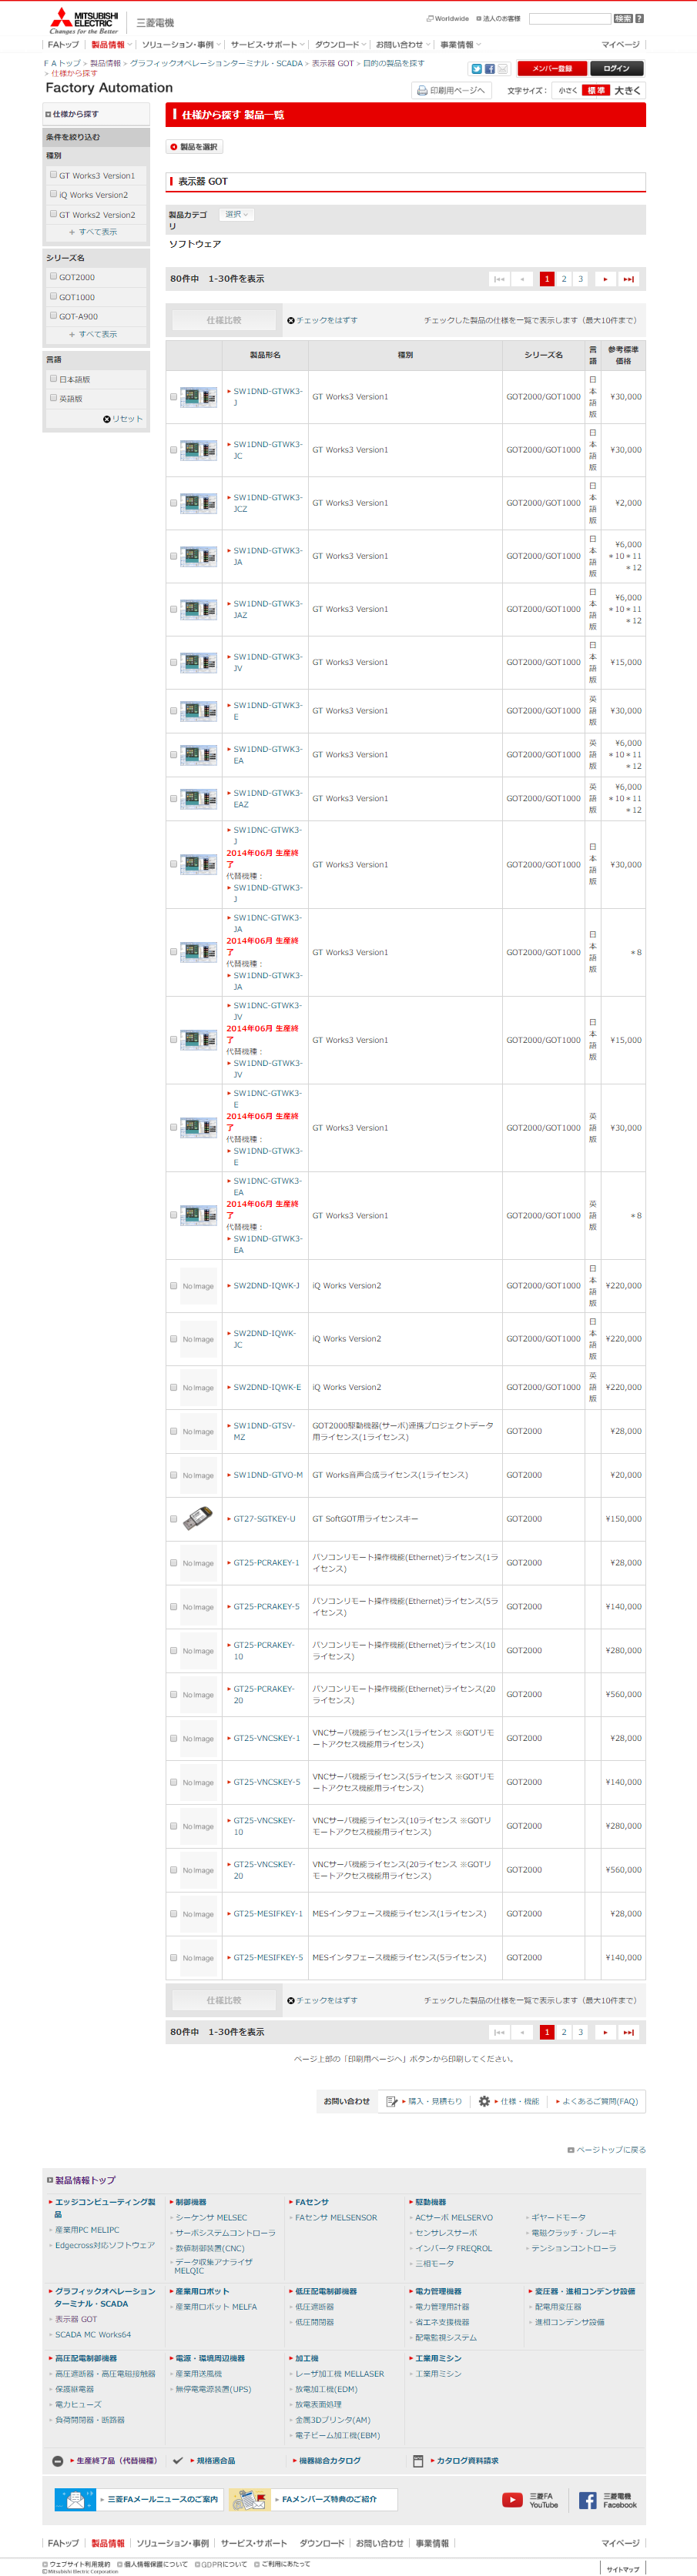 MITSUBISHI ELECTRIC
Changes for the Better
三菱電機
Worldwide 法人のお客様 検索 ?
FAトップ 製品情報 ソリューション・事例 サービス・サポート ダウンロード お問い合わせ 事業情報 マイページ
FAトップ > 製品情報 > グラフィックオペレーションターミナル・SCADA > 表示器 GOT > 目的の製品を探す
> 仕様から探す
メンバー登録 ログイン
Factory Automation
印刷用ページへ 文字サイズ： 小さく 標準 大きく
仕様から探す
条件を絞り込む
種別
GT Works3 Version1
iQ Works Version2
GT Works2 Version2
＋ すべて表示
シリーズ名
GOT2000
GOT1000
GOT-A900
＋ すべて表示
言語
日本語版
英語版
リセット
仕様から探す 製品一覧
製品を選択
表示器 GOT
製品カテゴリ 選択
ソフトウェア
80件中 1-30件を表示 1 2 3
仕様比較 チェックをはずす チェックした製品の仕様を一覧で表示します（最大10件まで）
製品形名 種別 シリーズ名 言語 参考標準価格
SW1DND-GTWK3-J GT Works3 Version1 GOT2000/GOT1000 日本語版 ¥30,000
SW1DND-GTWK3-JC GT Works3 Version1 GOT2000/GOT1000 日本語版 ¥30,000
SW1DND-GTWK3-JCZ GT Works3 Version1 GOT2000/GOT1000 日本語版 ¥2,000
SW1DND-GTWK3-JA GT Works3 Version1 GOT2000/GOT1000 日本語版 ¥6,000 ＊10＊11＊12
SW1DND-GTWK3-JAZ GT Works3 Version1 GOT2000/GOT1000 日本語版 ¥6,000 ＊10＊11＊12
SW1DND-GTWK3-JV GT Works3 Version1 GOT2000/GOT1000 日本語版 ¥15,000
SW1DND-GTWK3-E GT Works3 Version1 GOT2000/GOT1000 英語版 ¥30,000
SW1DND-GTWK3-EA GT Works3 Version1 GOT2000/GOT1000 英語版 ¥6,000 ＊10＊11＊12
SW1DND-GTWK3-EAZ GT Works3 Version1 GOT2000/GOT1000 英語版 ¥6,000 ＊10＊11＊12
SW1DNC-GTWK3-J 2014年06月 生産終了 代替機種： SW1DND-GTWK3-J GT Works3 Version1 GOT2000/GOT1000 日本語版 ¥30,000
SW1DNC-GTWK3-JA 2014年06月 生産終了 代替機種： SW1DND-GTWK3-JA GT Works3 Version1 GOT2000/GOT1000 日本語版 ＊8
SW1DNC-GTWK3-JV 2014年06月 生産終了 代替機種： SW1DND-GTWK3-JV GT Works3 Version1 GOT2000/GOT1000 日本語版 ¥15,000
SW1DNC-GTWK3-E 2014年06月 生産終了 代替機種： SW1DND-GTWK3-E GT Works3 Version1 GOT2000/GOT1000 英語版 ¥30,000
SW1DNC-GTWK3-EA 2014年06月 生産終了 代替機種： SW1DND-GTWK3-EA GT Works3 Version1 GOT2000/GOT1000 英語版 ＊8
No Image SW2DND-IQWK-J iQ Works Version2 GOT2000/GOT1000 日本語版 ¥220,000
No Image SW2DND-IQWK-JC iQ Works Version2 GOT2000/GOT1000 日本語版 ¥220,000
No Image SW2DND-IQWK-E iQ Works Version2 GOT2000/GOT1000 英語版 ¥220,000
No Image SW1DND-GTSV-MZ GOT2000駆動機器(サーボ)連携プロジェクトデータ用ライセンス(1ライセンス) GOT2000 ¥28,000
No Image SW1DND-GTVO-M GT Works音声合成ライセンス(1ライセンス) GOT2000 ¥20,000
GT27-SGTKEY-U GT SoftGOT用ライセンスキー GOT2000 ¥150,000
No Image GT25-PCRAKEY-1 パソコンリモート操作機能(Ethernet)ライセンス(1ライセンス) GOT2000 ¥28,000
No Image GT25-PCRAKEY-5 パソコンリモート操作機能(Ethernet)ライセンス(5ライセンス) GOT2000 ¥140,000
No Image GT25-PCRAKEY-10 パソコンリモート操作機能(Ethernet)ライセンス(10ライセンス) GOT2000 ¥280,000
No Image GT25-PCRAKEY-20 パソコンリモート操作機能(Ethernet)ライセンス(20ライセンス) GOT2000 ¥560,000
No Image GT25-VNCSKEY-1 VNCサーバ機能ライセンス(1ライセンス ※GOTリモートアクセス機能用ライセンス) GOT2000 ¥28,000
No Image GT25-VNCSKEY-5 VNCサーバ機能ライセンス(5ライセンス ※GOTリモートアクセス機能用ライセンス) GOT2000 ¥140,000
No Image GT25-VNCSKEY-10 VNCサーバ機能ライセンス(10ライセンス ※GOTリモートアクセス機能用ライセンス) GOT2000 ¥280,000
No Image GT25-VNCSKEY-20 VNCサーバ機能ライセンス(20ライセンス ※GOTリモートアクセス機能用ライセンス) GOT2000 ¥560,000
No Image GT25-MESIFKEY-1 MESインタフェース機能ライセンス(1ライセンス) GOT2000 ¥28,000
No Image GT25-MESIFKEY-5 MESインタフェース機能ライセンス(5ライセンス) GOT2000 ¥140,000
仕様比較 チェックをはずす チェックした製品の仕様を一覧で表示します（最大10件まで）
80件中 1-30件を表示 1 2 3
ページ上部の「印刷用ページへ」ボタンから印刷してください。
お問い合わせ 購入・見積もり 仕様・機能 よくあるご質問(FAQ)
ページトップに戻る
製品情報トップ
エッジコンピューティング製品
産業用PC MELIPC
Edgecross対応ソフトウェア
制御機器
シーケンサ MELSEC
サーボシステムコントローラ
数値制御装置(CNC)
データ収集アナライザ MELQIC
FAセンサ
FAセンサ MELSENSOR
駆動機器
ACサーボ MELSERVO
センサレスサーボ
インバータ FREQROL
三相モータ
ギヤードモータ
電磁クラッチ・ブレーキ
テンションコントローラ
グラフィックオペレーションターミナル・SCADA
表示器 GOT
SCADA MC Works64
産業用ロボット
産業用ロボット MELFA
低圧配電制御機器
低圧遮断器
低圧開閉器
電力管理機器
電力管理用計器
省エネ支援機器
配電監視システム
変圧器・進相コンデンサ設備
配電用変圧器
進相コンデンサ設備
高圧配電制御機器
高圧遮断器・高圧電磁接触器
保護継電器
電力ヒューズ
負荷開閉器・断路器
電源・環境周辺機器
産業用送風機
無停電電源装置(UPS)
加工機
レーザ加工機 MELLASER
放電加工機(EDM)
放電表面処理
金属3Dプリンタ(AM)
電子ビーム加工機(EBM)
工業用ミシン
工業用ミシン
生産終了品（代替機種） 規格適合品 機器総合カタログ カタログ資料請求
三菱FAメールニュースのご案内 FAメンバーズ特典のご紹介 三菱FA YouTube 三菱電機 Facebook
FAトップ 製品情報 ソリューション・事例 サービス・サポート ダウンロード お問い合わせ 事業情報 マイページ
ウェブサイト利用規約 個人情報保護について GDPRについて ご利用にあたって サイトマップ
©Mitsubishi Electric Corporation